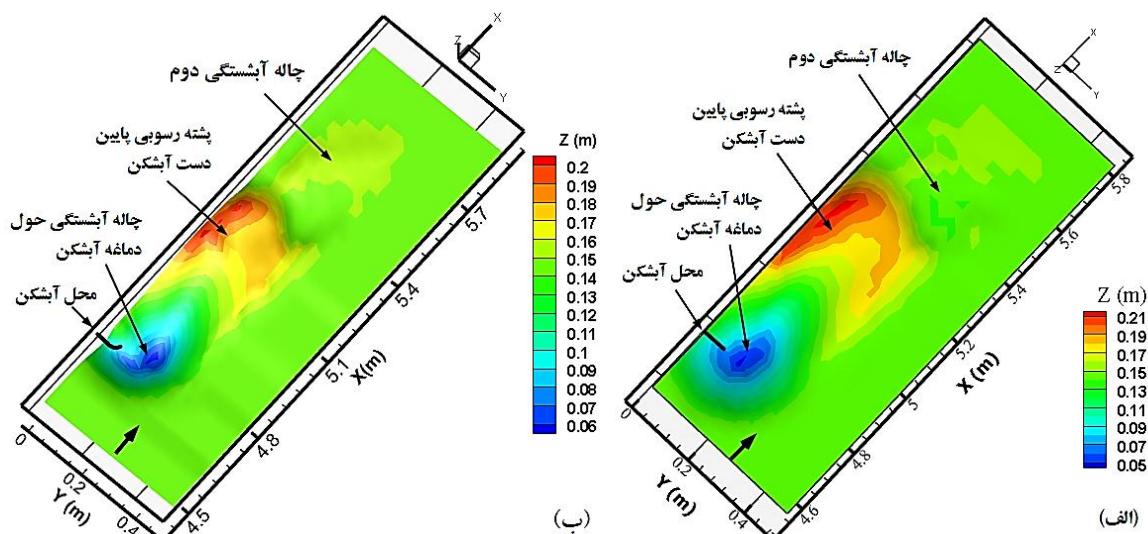 چاله آبشستگی دوم
پشته رسوبی پایین
دست آبشکن
چاله آبشستگی حول
دماغه آبشکن
محل آبشکن
X
Z
Y
Z (m)
0.21
0.19
0.17
0.15
0.13
0.11
0.09
0.07
0.05
X (m)
4.6
4.8
5
5.2
5.4
5.6
5.8
Y (m)
0
0.2
0.4
(الف)
چاله آبشستگی دوم
پشته رسوبی پایین
دست آبشکن
چاله آبشستگی حول
دماغه آبشکن
محل آبشکن
X
Z
Y
Z (m)
0.2
0.19
0.18
0.17
0.16
0.15
0.14
0.13
0.12
0.11
0.1
0.09
0.08
0.07
0.06
X(m)
4.5
4.8
5.1
5.4
5.7
Y (m)
0
0.2
0.4
(ب)